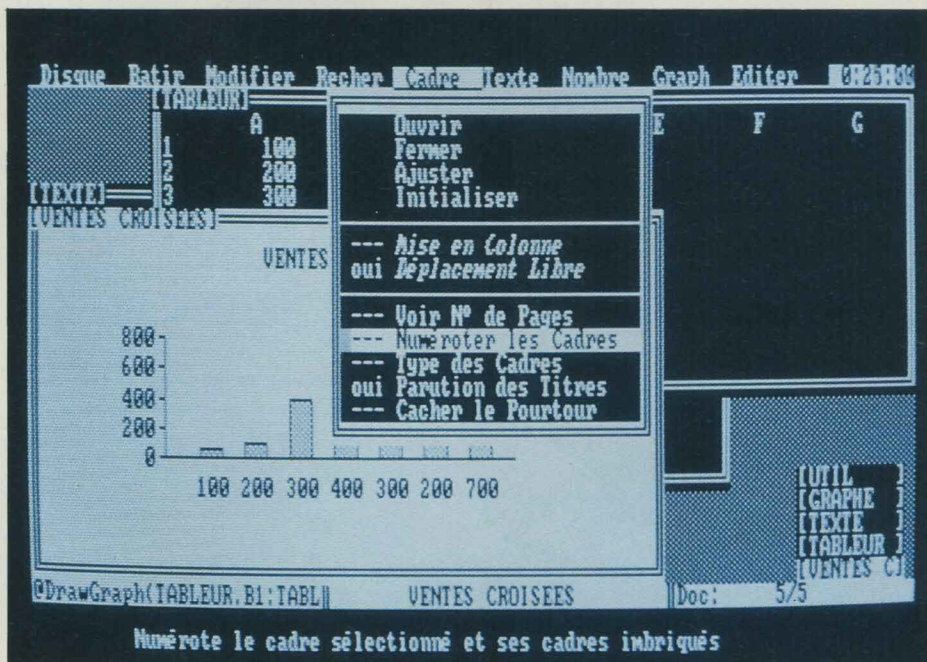 Disque Batir Modifier Recher Cadre Texte Nombre Graph Editer
[TABLEUR]
A E F G
1 100
2 200
3 300
[TEXTE]
[VENTES CROISEES]
VENTES
800
600
400
200
0
100 200 300 400 300 200 700
Ouvrir
Fermer
Ajuster
Initialiser
--- Mise en Colonne
oui Déplacement Libre
--- Voir Nº de Pages
--- Numéroter les Cadres
--- Type des Cadres
oui Parution des Titres
--- Cacher le Pourtour
[UTIL ]
[GRAPHE ]
[TEXTE ]
[TABLEUR ]
[VENTES C]
@DrawGraph(TABLEUR.B1:TABL
VENTES CROISEES
Doc: 5/5
Numérote le cadre sélectionné et ses cadres imbriqués